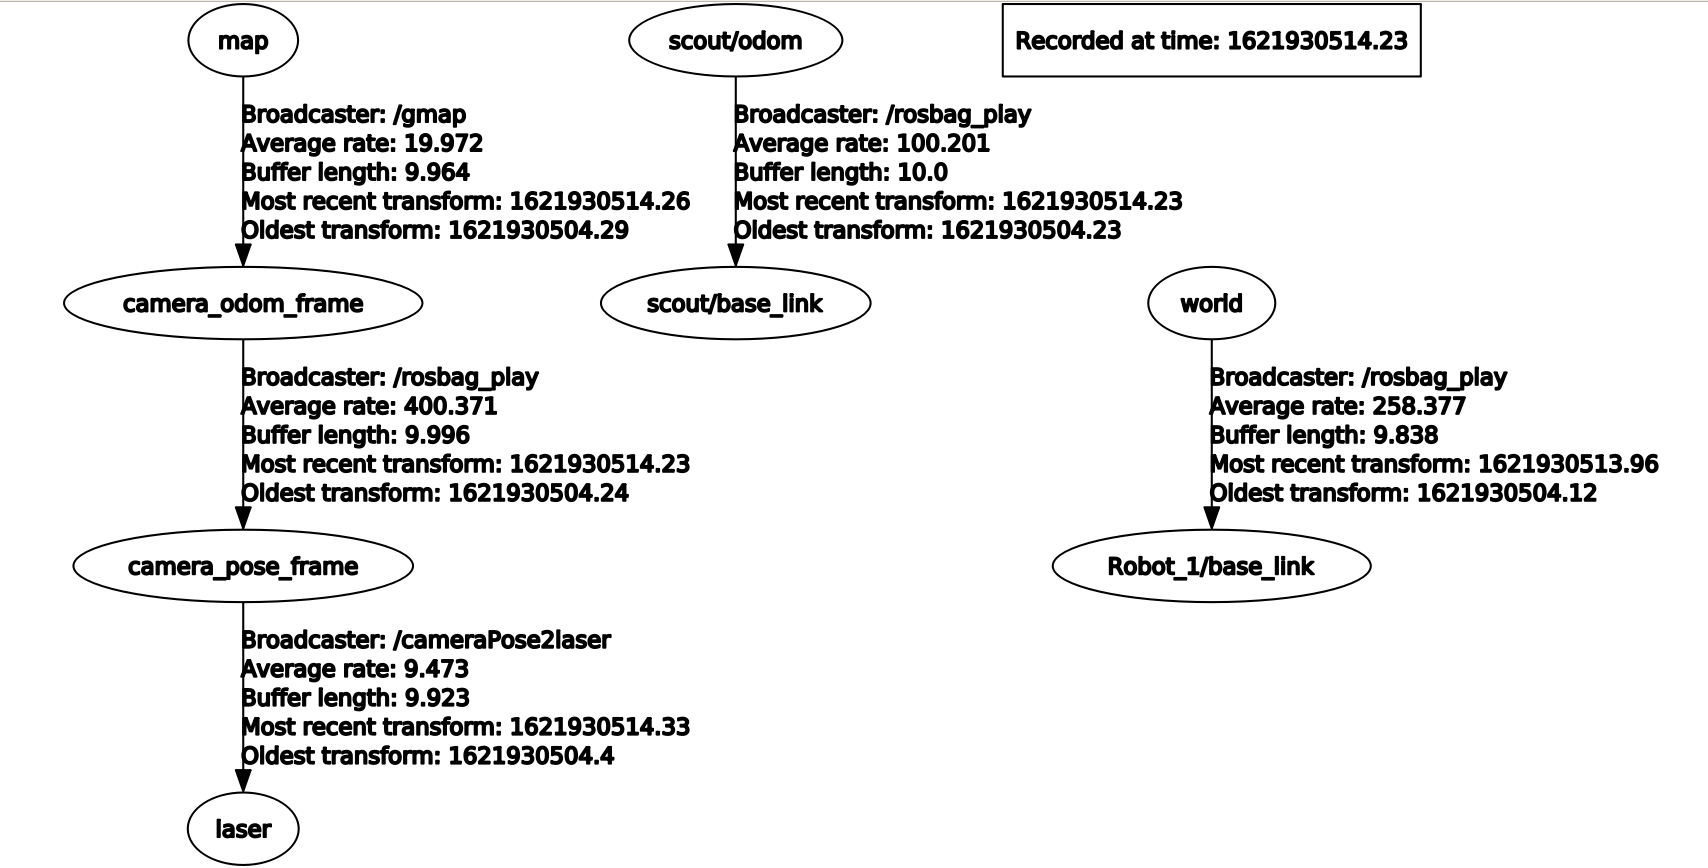 map
scout/odom
Recorded at time: 1621930514.23
Broadcaster: /gmap
Average rate: 19.972
Buffer length: 9.964
Most recent transform: 1621930514.26
Oldest transform: 1621930504.29
Broadcaster: /rosbag_play
Average rate: 100.201
Buffer length: 10.0
Most recent transform: 1621930514.23
Oldest transform: 1621930504.23
camera_odom_frame
scout/base_link
world
Broadcaster: /rosbag_play
Average rate: 400.371
Buffer length: 9.996
Most recent transform: 1621930514.23
Oldest transform: 1621930504.24
Broadcaster: /rosbag_play
Average rate: 258.377
Buffer length: 9.838
Most recent transform: 1621930513.96
Oldest transform: 1621930504.12
camera_pose_frame
Robot_1/base_link
Broadcaster: /cameraPose2laser
Average rate: 9.473
Buffer length: 9.923
Most recent transform: 1621930514.33
Oldest transform: 1621930504.4
laser